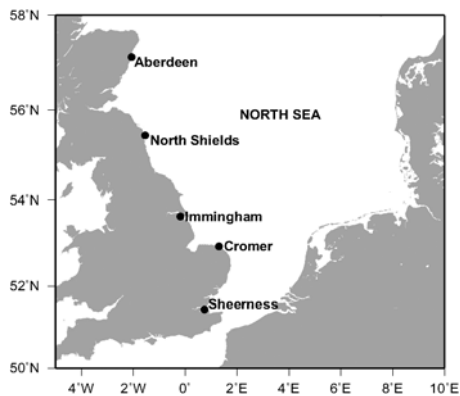 58˚N
Aberdeen
56˚N
NORTH SEA
North Shields
54˚N
Immingham
Cromer
52˚N
Sheerness
50˚N
4˚W 2˚W 0˚ 2˚E 4˚E 6˚E 8˚E 10˚E